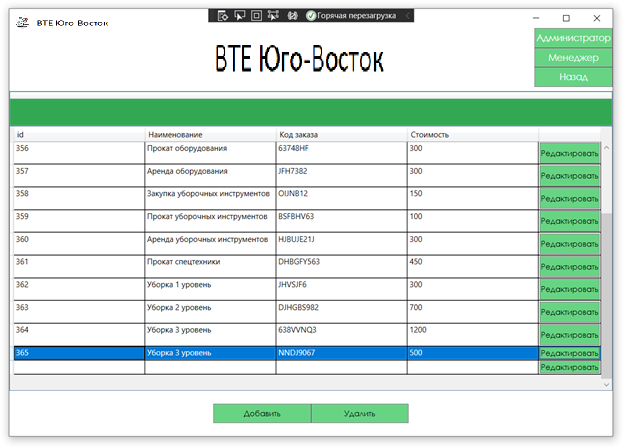 Горячая перезагрузка
ВТЕ Юго-Восток
ВТЕ Юго-Восток
Администратор
Менеджер
Назад
id Наименование Код заказа Стоимость
356 Прокат оборудования 63748HF 300 Редактировать
357 Аренда оборудования JFH7382 300 Редактировать
358 Закупка уборочных инструментов OIJNB12 150 Редактировать
359 Прокат уборочных инструментов BSFBHV63 100 Редактировать
360 Аренда уборочных инструментов HJBUJE21J 300 Редактировать
361 Прокат спецтехники DHBGFY563 450 Редактировать
362 Уборка 1 уровень JHVSJF6 300 Редактировать
363 Уборка 2 уровень DJHGBS982 700 Редактировать
364 Уборка 3 уровень 638VVNQ3 1200 Редактировать
365 Уборка 3 уровень NNDJ9067 500 Редактировать
Редактировать
Добавить Удалить